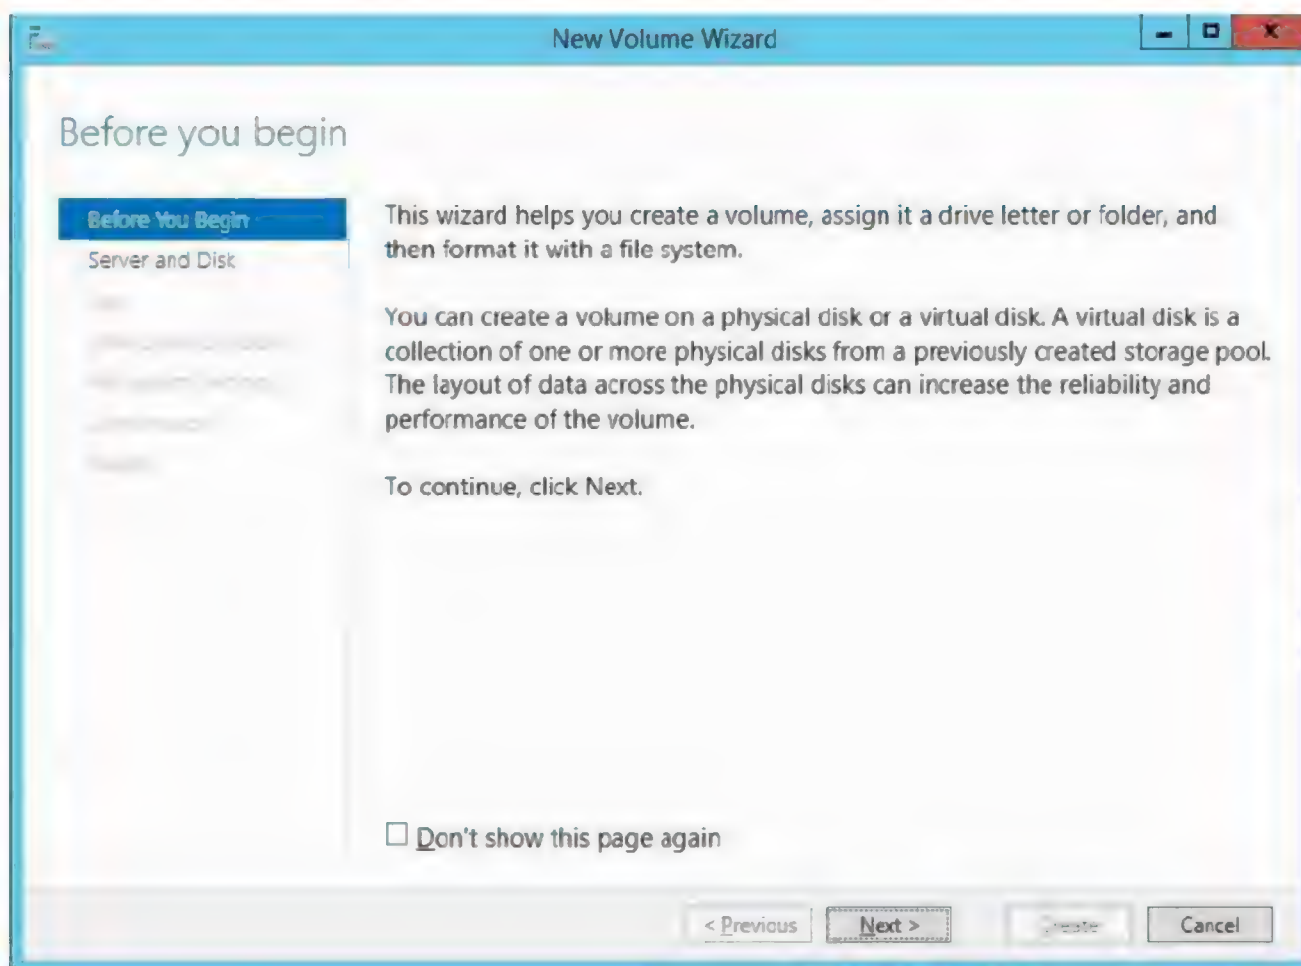 New Volume Wizard
Before you begin
Before You Begin
Server and Disk
This wizard helps you create a volume, assign it a drive letter or folder, and
then format it with a file system.
You can create a volume on a physical disk or a virtual disk. A virtual disk is a
collection of one or more physical disks from a previously created storage pool.
The layout of data across the physical disks can increase the reliability and
performance of the volume.
To continue, click Next.
Don't show this page again
< Previous
Next >
Create
Cancel